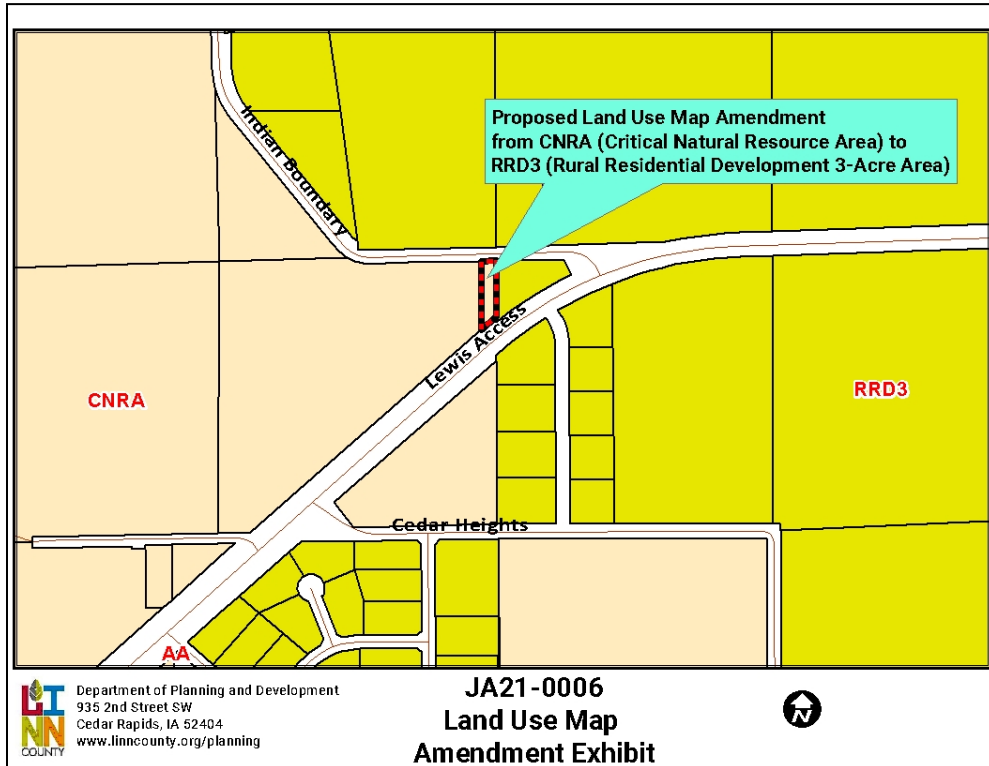 Indian Boundary
Proposed Land Use Map Amendment
from CNRA (Critical Natural Resource Area) to
RRD3 (Rural Residential Development 3-Acre Area)
Lewis Access
CNRA
RRD3
Cedar Heights
AA
LINN
COUNTY
Department of Planning and Development
935 2nd Street SW
Cedar Rapids, IA 52404
www.linncounty.org/planning
JA21-0006
Land Use Map
Amendment Exhibit
N